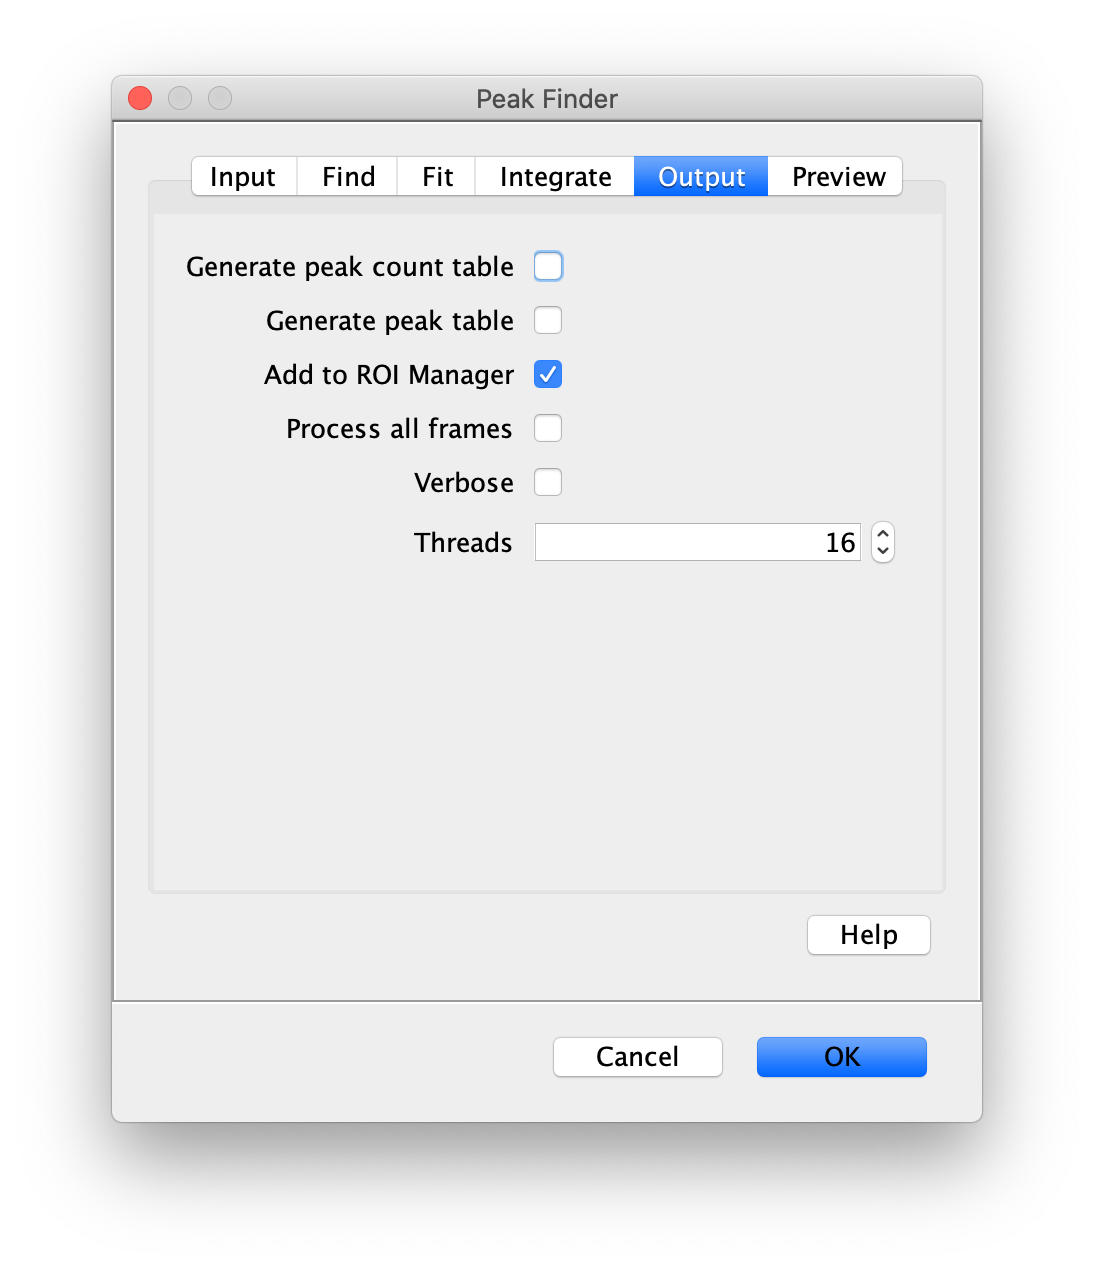 Peak Finder
Input Find Fit Integrate Output Preview
Generate peak count table
Generate peak table
Add to ROI Manager
Process all frames
Verbose
Threads 16
Help
Cancel OK